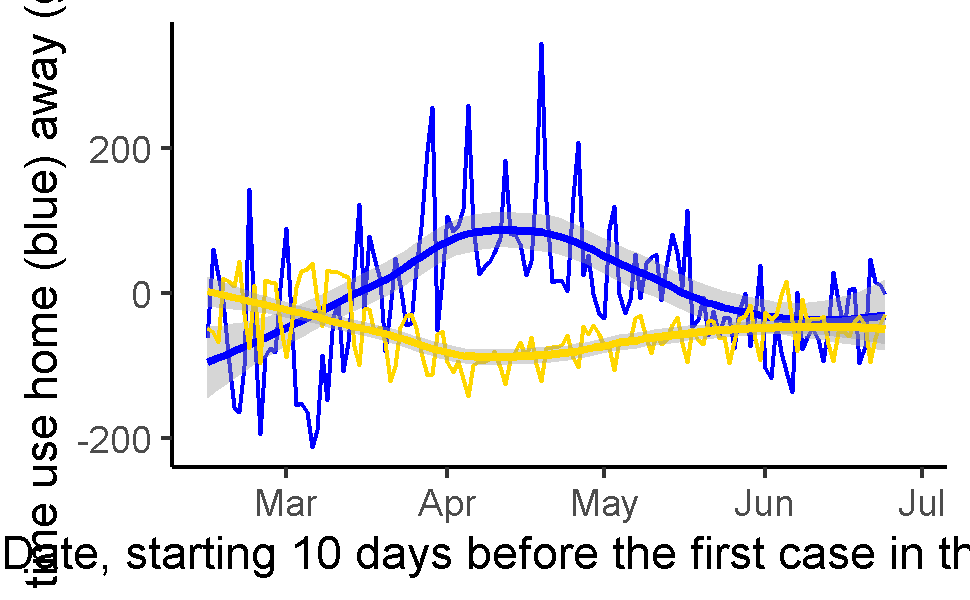 time use home (blue) away (
200
0
-200
Mar Apr May Jun Jul
Date, starting 10 days before the first case in th